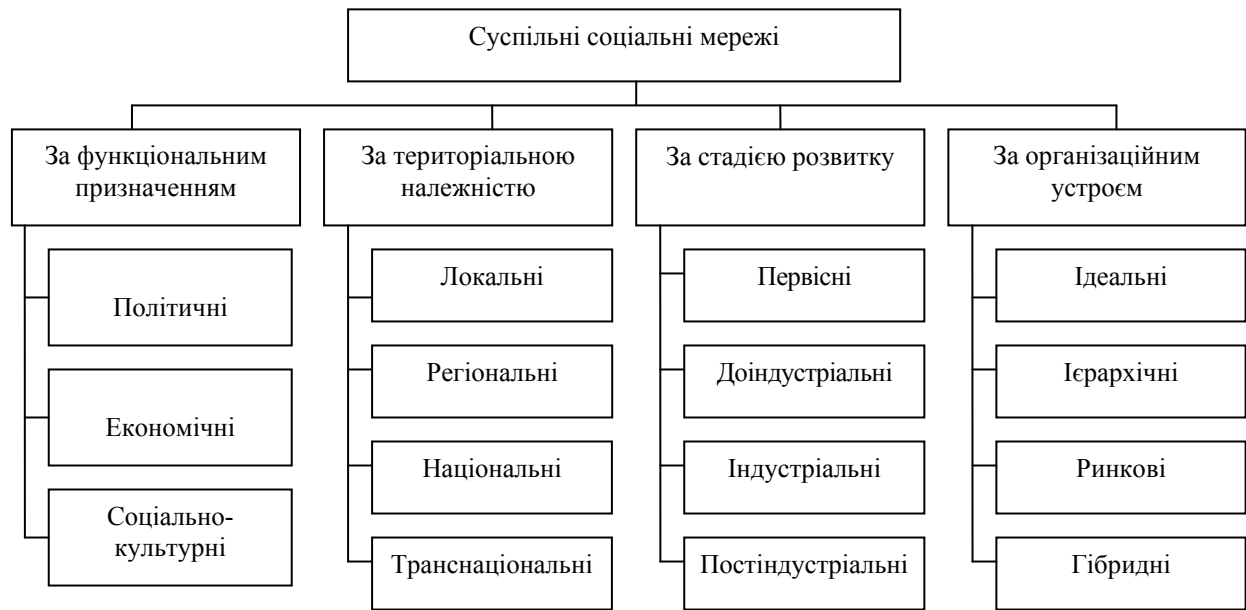 Суспільні соціальні мережі
За функціональним
призначенням
Політичні
Економічні
Соціально-
культурні
За територіальною
належністю
Локальні
Регіональні
Національні
Транснаціональні
За стадією розвитку
Первісні
Доіндустріальні
Індустріальні
Постіндустріальні
За організаційним
устроєм
Ідеальні
Ієрархічні
Ринкові
Гібридні